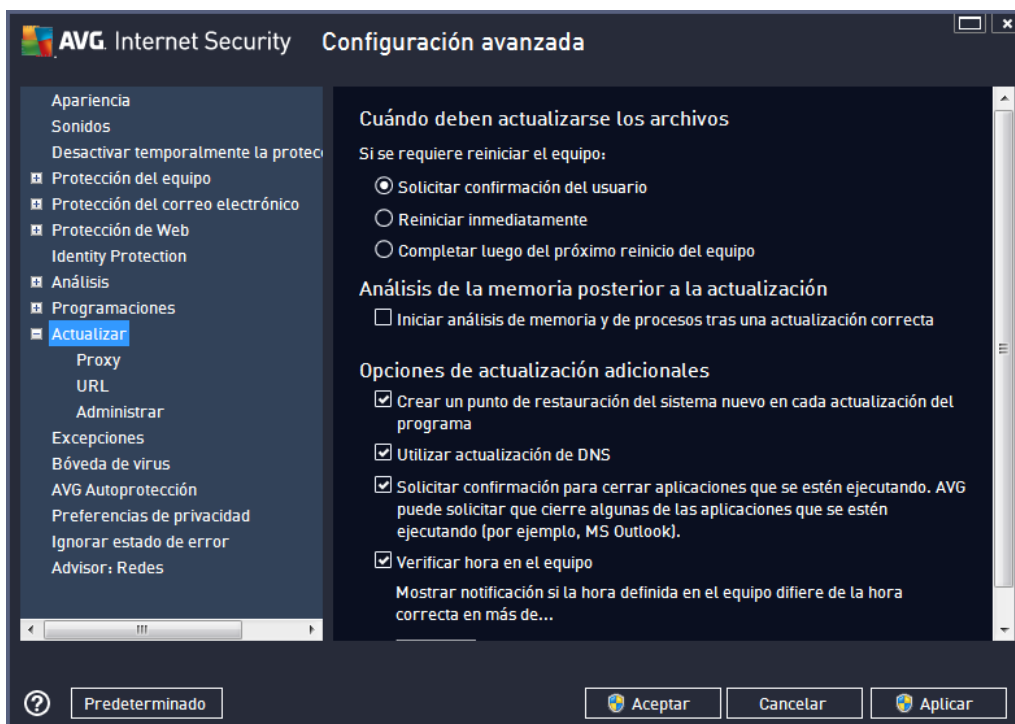 AVG. Internet Security Configuración avanzada
Apariencia
Sonidos
Desactivar temporalmente la protec
Protección del equipo
Protección del correo electrónico
Protección de Web
Identity Protection
Análisis
Programaciones
Actualizar
Proxy
URL
Administrar
Excepciones
Bóveda de virus
AVG Autoprotección
Preferencias de privacidad
Ignorar estado de error
Advisor: Redes
Cuándo deben actualizarse los archivos
Si se requiere reiniciar el equipo:
Solicitar confirmación del usuario
Reiniciar inmediatamente
Completar luego del próximo reinicio del equipo
Análisis de la memoria posterior a la actualización
Iniciar análisis de memoria y de procesos tras una actualización correcta
Opciones de actualización adicionales
Crear un punto de restauración del sistema nuevo en cada actualización del
programa
Utilizar actualización de DNS
Solicitar confirmación para cerrar aplicaciones que se estén ejecutando. AVG
puede solicitar que cierre algunas de las aplicaciones que se estén
ejecutando (por ejemplo, MS Outlook).
Verificar hora en el equipo
Mostrar notificación si la hora definida en el equipo difiere de la hora
correcta en más de...
? Predeterminado Aceptar Cancelar Aplicar